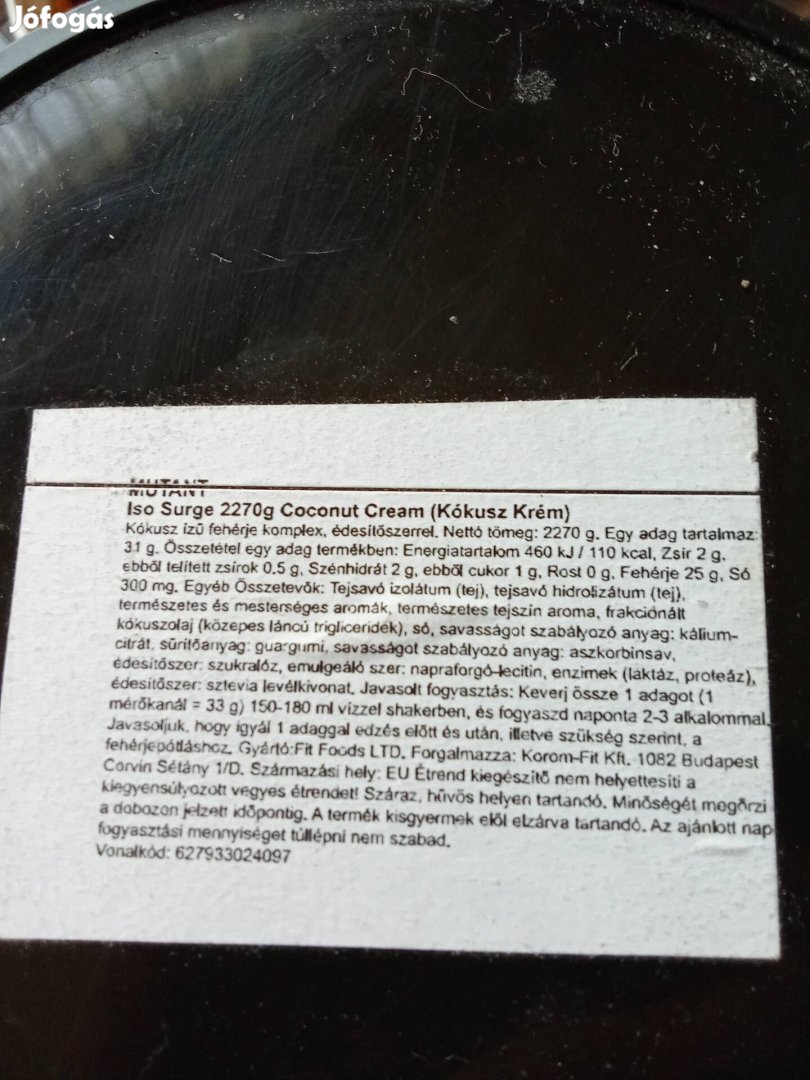 Jófogás
MUTANT
Iso Surge 2270g Coconut Cream (Kókusz Krém)
Kókusz ízű fehérje komplex, édesítőszerrel. Nettó tömeg: 2270 g. Egy adag tartalmaz:
31 g. Összetétel egy adag termékben: Energiatartalom 460 kJ / 110 kcal, Zsír 2 g,
ebből telített zsírok 0.5 g, Szénhidrát 2 g, ebből cukor 1 g, Rost 0 g, Fehérje 25 g, Só
300 mg. Egyéb Összetevők: Tejsavó izolátum (tej), tejsavó hidrolizátum (tej),
természetes és mesterséges aromák, természetes tejszín aroma, frakcionált
kókuszolaj (közepes láncú trigliceridek), só, savasságot szabályozó anyag: kálium-
citrát, sűrítőanyag: guargumi, savasságot szabályozó anyag: aszkorbinsav,
édesítőszer: szukralóz, emulgeáló szer: napraforgó-lecitin, enzimek (laktáz, proteáz),
édesítőszer: sztevia levélkivonat. Javasolt fogyasztás: Keverj össze 1 adagot (1
mérőkanál = 33 g) 150-180 ml vízzel shakerben, és fogyaszd naponta 2-3 alkalommal.
Javasoljuk, hogy igyál 1 adaggal edzés előtt és után, illetve szükség szerint, a
fehérjepótláshoz. Gyártó:Fit Foods LTD. Forgalmazza: Korom-Fit Kft. 1082 Budapest
Corvin Sétány 1/D. Származási hely: EU Étrend kiegészítő nem helyettesíti a
kiegyensúlyozott vegyes étrendet! Száraz, hűvös helyen tartandó. Minőségét megőrzi
a dobozon jelzett időpontig. A termék kisgyermek elől elzárva tartandó. Az ajánlott napi
fogyasztási mennyiséget túllépni nem szabad.
Vonalkód: 627933024097